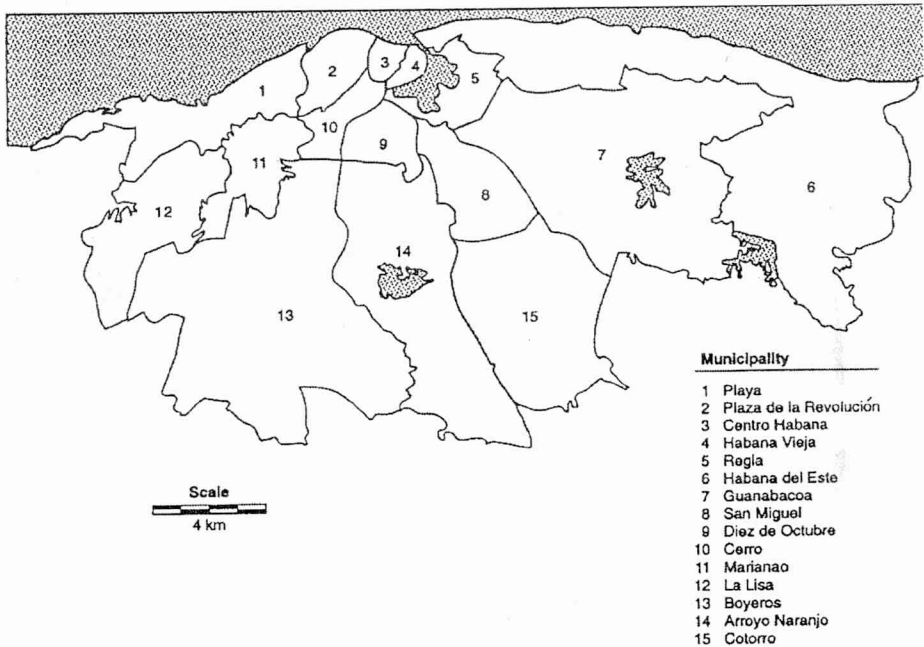 1
2
3
4
5
6
7
8
9
10
11
12
13
14
15
Scale
4 km
Municipality
1 Playa
2 Plaza de la Revolución
3 Centro Habana
4 Habana Vieja
5 Regla
6 Habana del Este
7 Guanabacoa
8 San Miguel
9 Diez de Octubre
10 Cerro
11 Marianao
12 La Lisa
13 Boyeros
14 Arroyo Naranjo
15 Cotorro